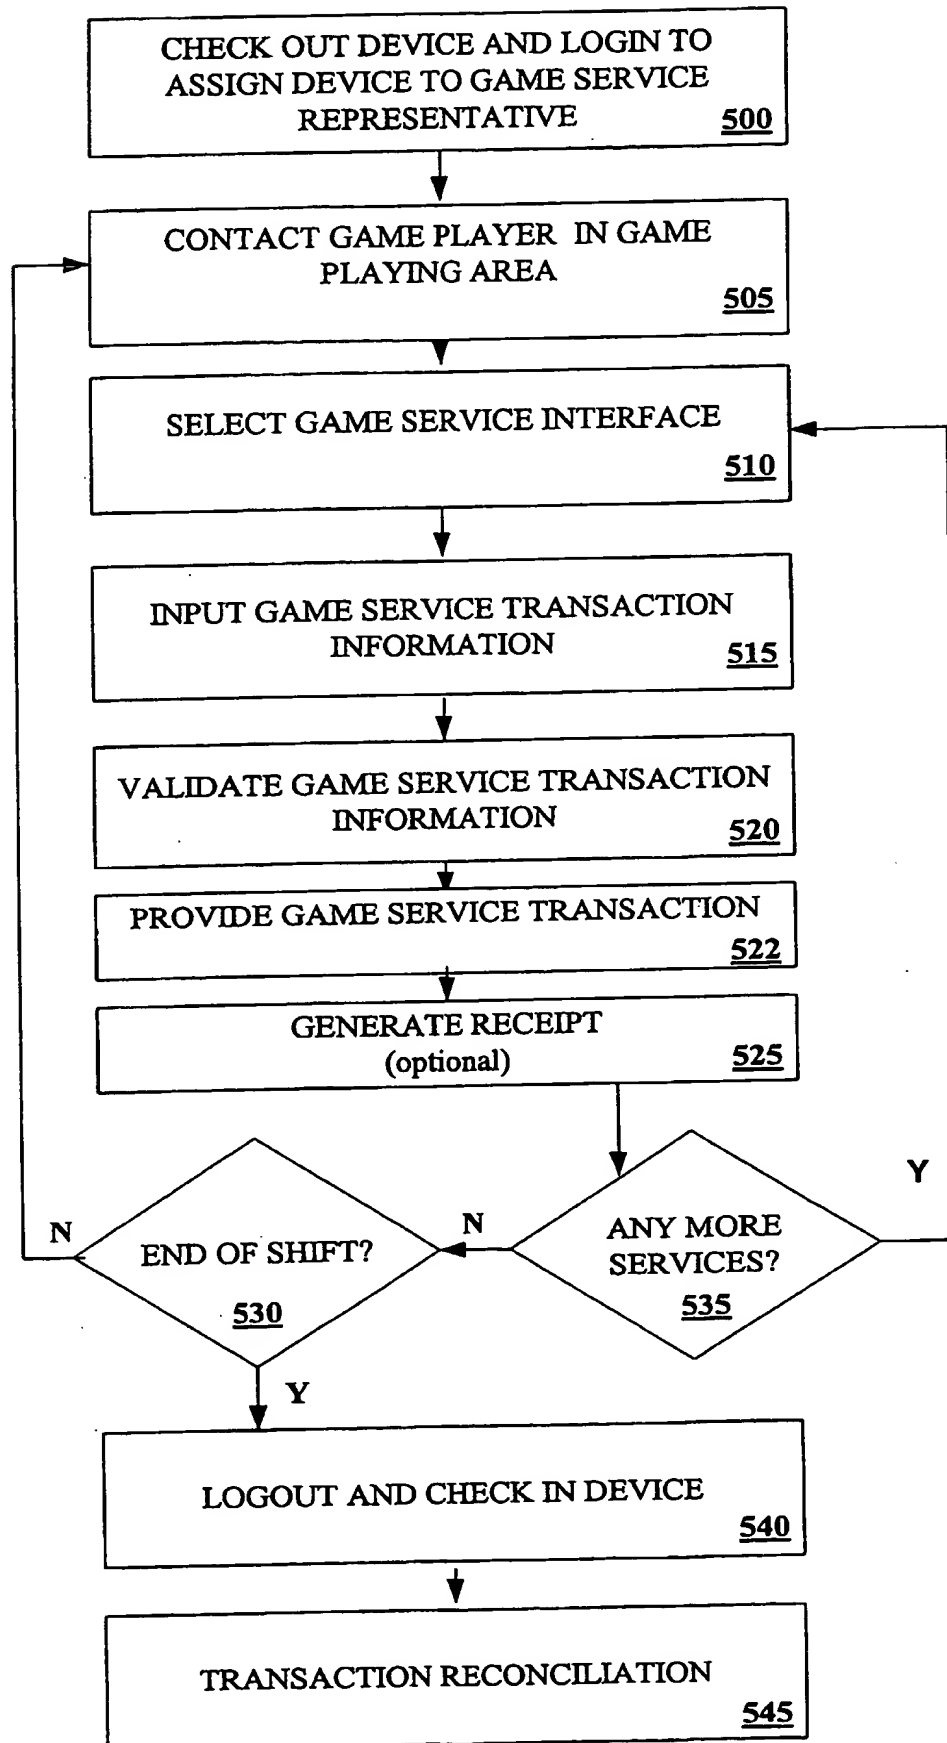 CHECK OUT DEVICE AND LOGIN TO
ASSIGN DEVICE TO GAME SERVICE
REPRESENTATIVE
500
CONTACT GAME PLAYER IN GAME
PLAYING AREA
505
SELECT GAME SERVICE INTERFACE
510
INPUT GAME SERVICE TRANSACTION
INFORMATION
515
VALIDATE GAME SERVICE TRANSACTION
INFORMATION
520
PROVIDE GAME SERVICE TRANSACTION
522
GENERATE RECEIPT
(optional)
525
Y
ANY MORE
SERVICES?
535
N
END OF SHIFT?
530
N
Y
LOGOUT AND CHECK IN DEVICE
540
TRANSACTION RECONCILIATION
545